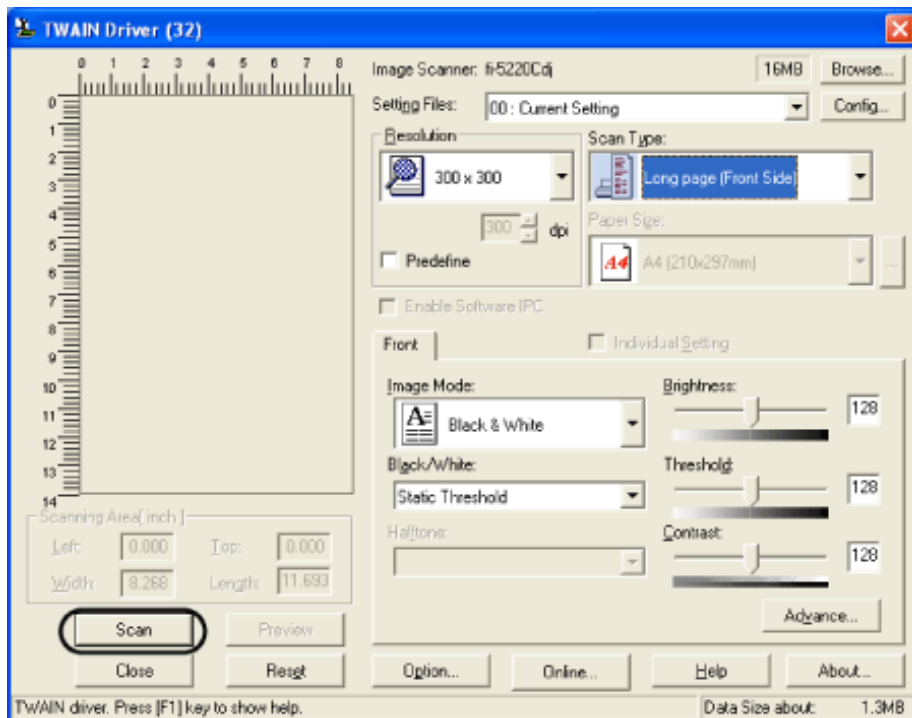 TWAIN Driver (32)
0 1 2 3 4 5 6 7 8
Image Scanner: fi-5220Cdj
16MB
Browse...
Setting Files:
00 : Current Setting
Config...
0
1
2
3
4
5
6
7
8
9
10
11
12
13
14
Resolution
300 x 300
300 dpi
Predefine
Scan Type:
Long page (Front Side)
Paper Size:
A4
A4 (210x297mm)
...
Enable Software IPC
Front
Individual Setting
Image Mode:
Black & White
Black/White:
Static Threshold
Halftone:
Brightness:
128
Threshold:
128
Contrast:
128
Advance...
Scanning Area[ inch ]
Left: 0.000 Top: 0.000
Width: 8.268 Length: 11.693
Scan
Preview
Close
Reset
Option...
Online...
Help
About...
TWAIN driver. Press [F1] key to show help.
Data Size about: 1.3MB